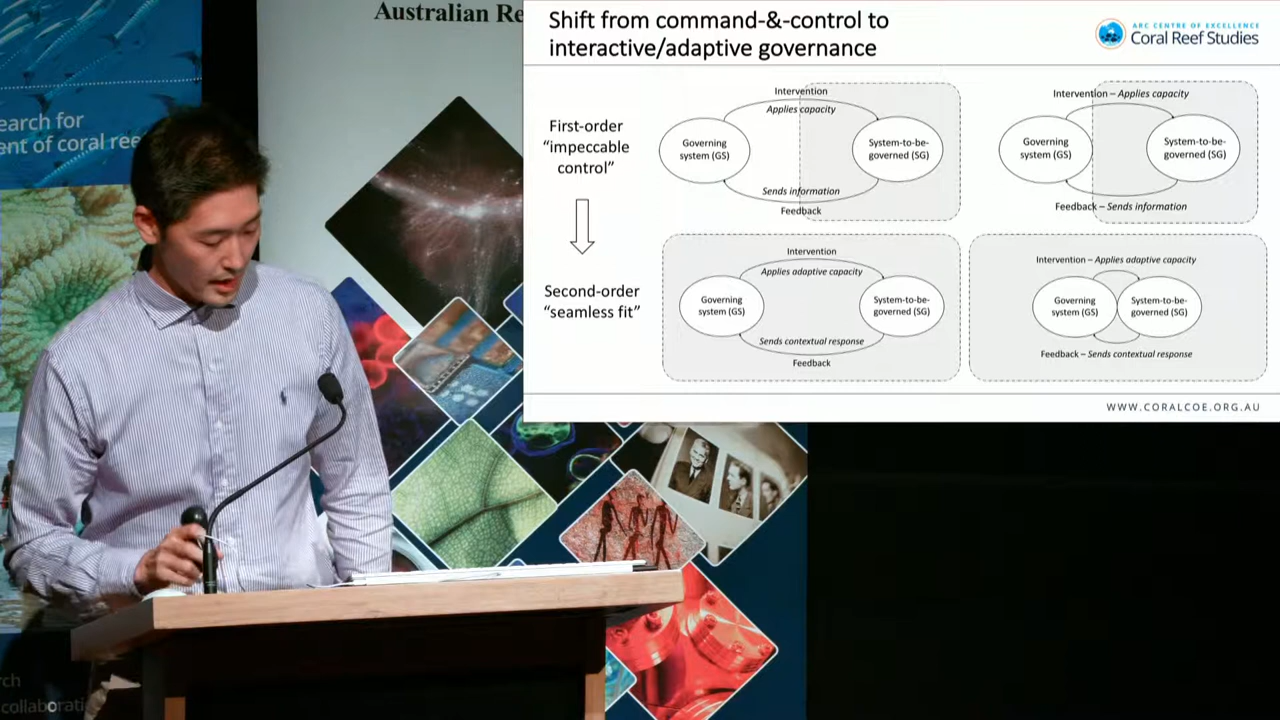 Australian Re
earch for
ent of coral ree
rch
collaborati
Shift from command-&-control to
interactive/adaptive governance
ARC CENTRE OF EXCELLENCE
Coral Reef Studies
First-order
“impeccable
control”
Intervention
Applies capacity
Governing
system (GS)
System-to-be-
governed (SG)
Sends information
Feedback
Intervention – Applies capacity
Governing
system (GS)
System-to-be-
governed (SG)
Feedback – Sends information
Second-order
“seamless fit”
Intervention
Applies adaptive capacity
Governing
system (GS)
System-to-be-
governed (SG)
Sends contextual response
Feedback
Intervention – Applies adaptive capacity
Governing
system (GS)
System-to-be-
governed (SG)
Feedback – Sends contextual response
WWW.CORALCOE.ORG.AU